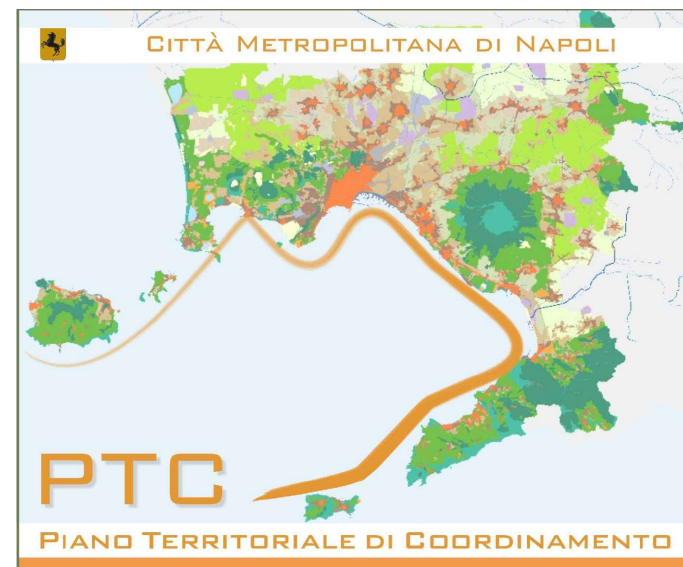 CITTÀ METROPOLITANA DI NAPOLI
PTC
PIANO TERRITORIALE DI COORDINAMENTO